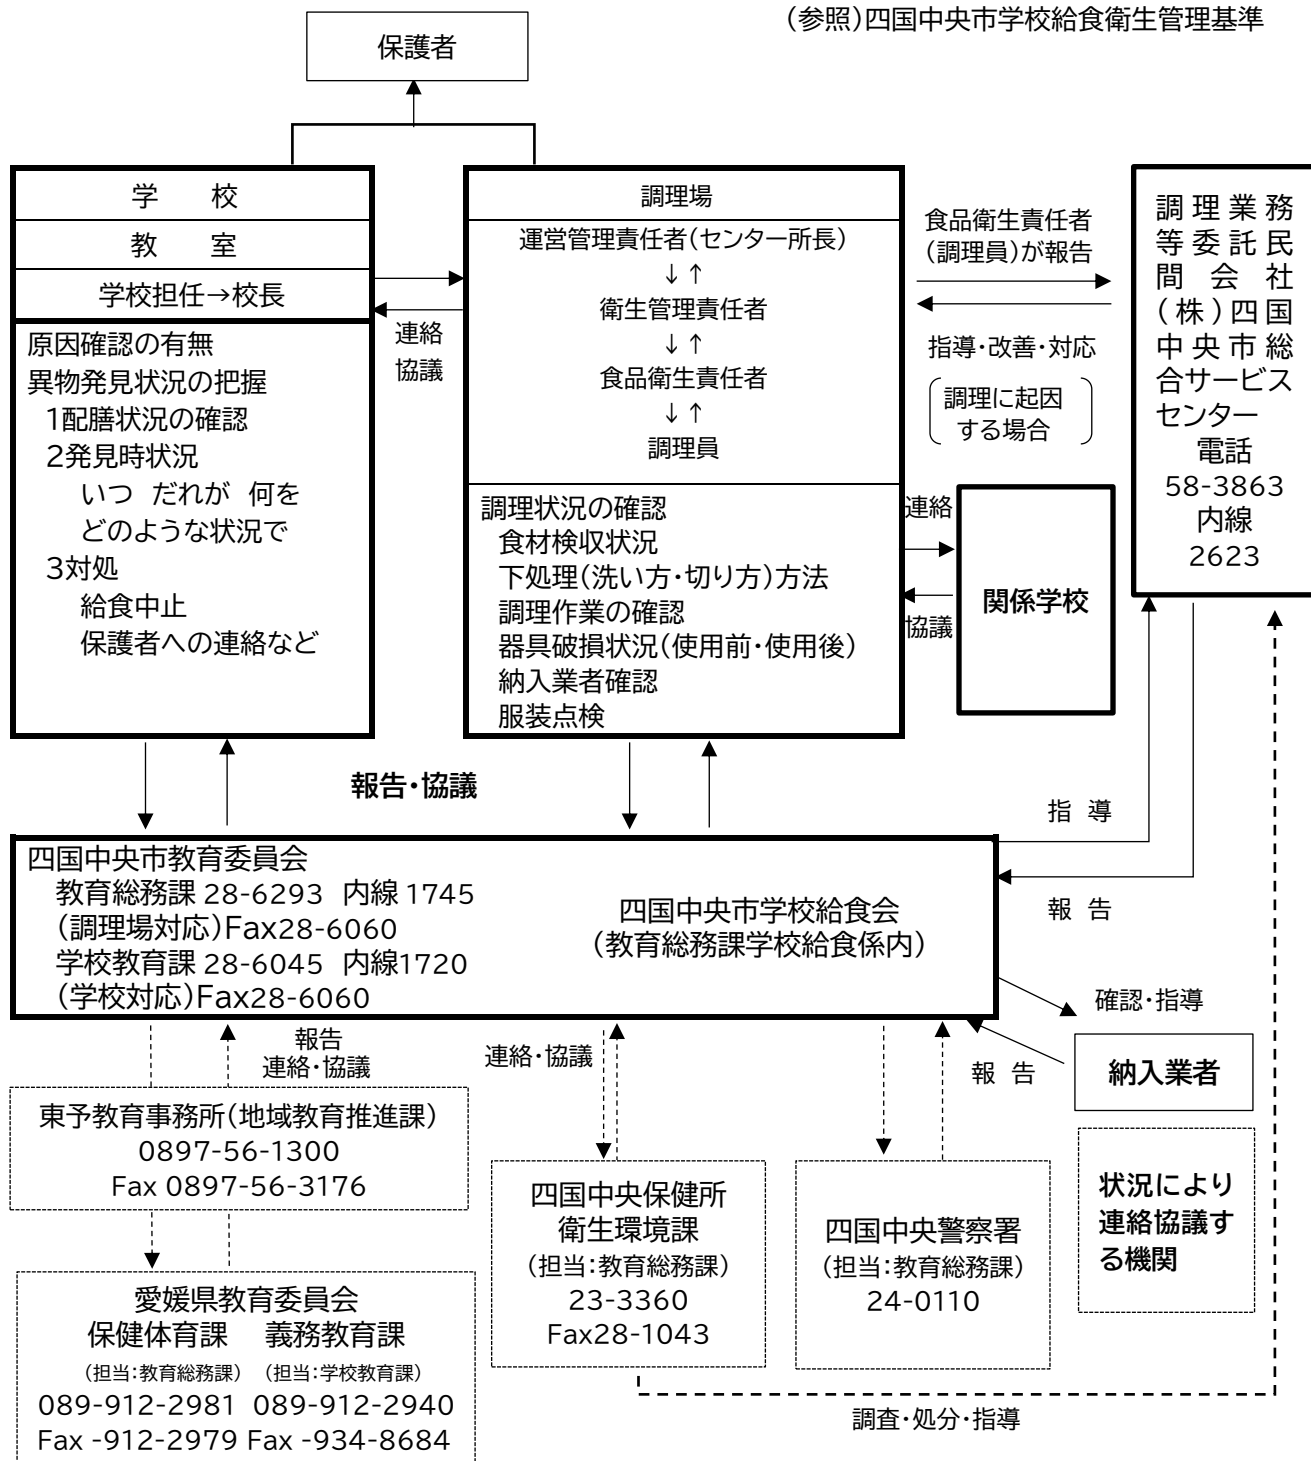 (参照)四国中央市学校給食衛生管理基準
保護者
学　校
教　室
学校担任→校長
原因確認の有無
異物発見状況の把握
1配膳状況の確認
2発見時状況
いつ　だれが　何を
どのような状況で
3対処
給食中止
保護者への連絡など
連絡
協議
調理場
運営管理責任者(センター所長)
↓↑
衛生管理責任者
↓↑
食品衛生責任者
↓↑
調理員
調理状況の確認
食材検収状況
下処理(洗い方・切り方)方法
調理作業の確認
器具破損状況(使用前・使用後)
納入業者確認
服装点検
食品衛生責任者
(調理員)が報告
指導・改善・対応
調理に起因
する場合
調理業務
等委託民
間会社
(株)四国
中央市総
合サービス
センター
電話
58-3863
内線
2623
連絡
協議
関係学校
報告・協議
指 導
報 告
四国中央市教育委員会
教育総務課 28-6293 内線 1745
(調理場対応)Fax28-6060
学校教育課 28-6045 内線1720
(学校対応)Fax28-6060
四国中央市学校給食会
(教育総務課学校給食係内)
確認・指導
報 告
納入業者
報告
連絡・協議
連絡・協議
東予教育事務所(地域教育推進課)
0897-56-1300
Fax 0897-56-3176
愛媛県教育委員会
保健体育課　義務教育課
(担当:教育総務課) (担当:学校教育課)
089-912-2981 089-912-2940
Fax -912-2979 Fax -934-8684
四国中央保健所
衛生環境課
(担当:教育総務課)
23-3360
Fax28-1043
四国中央警察署
(担当:教育総務課)
24-0110
状況により
連絡協議す
る機関
調査・処分・指導